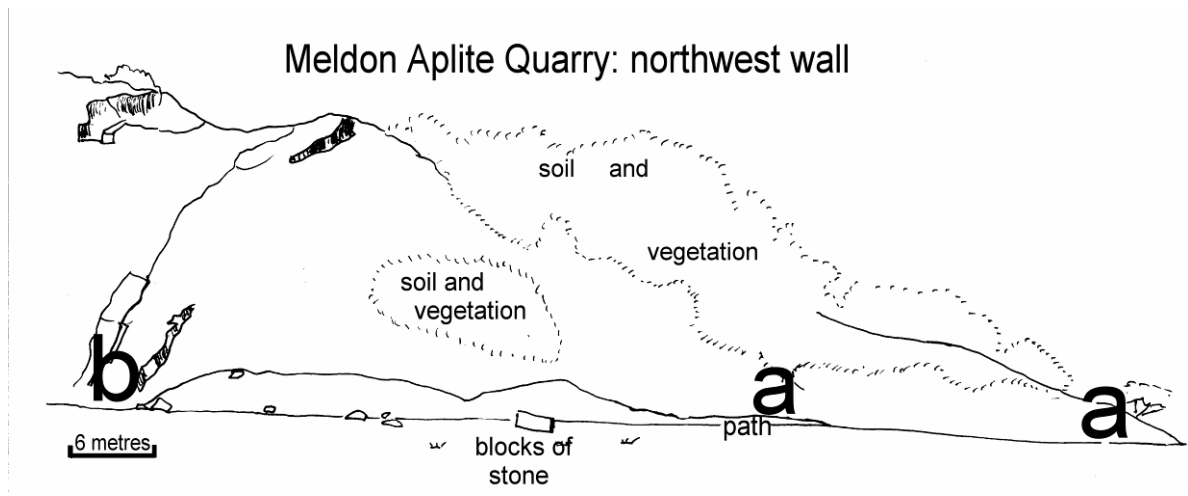 Meldon Aplite Quarry: northwest wall
soil and
vegetation
soil and
vegetation
b
a
a
path
6 metres
blocks of
stone